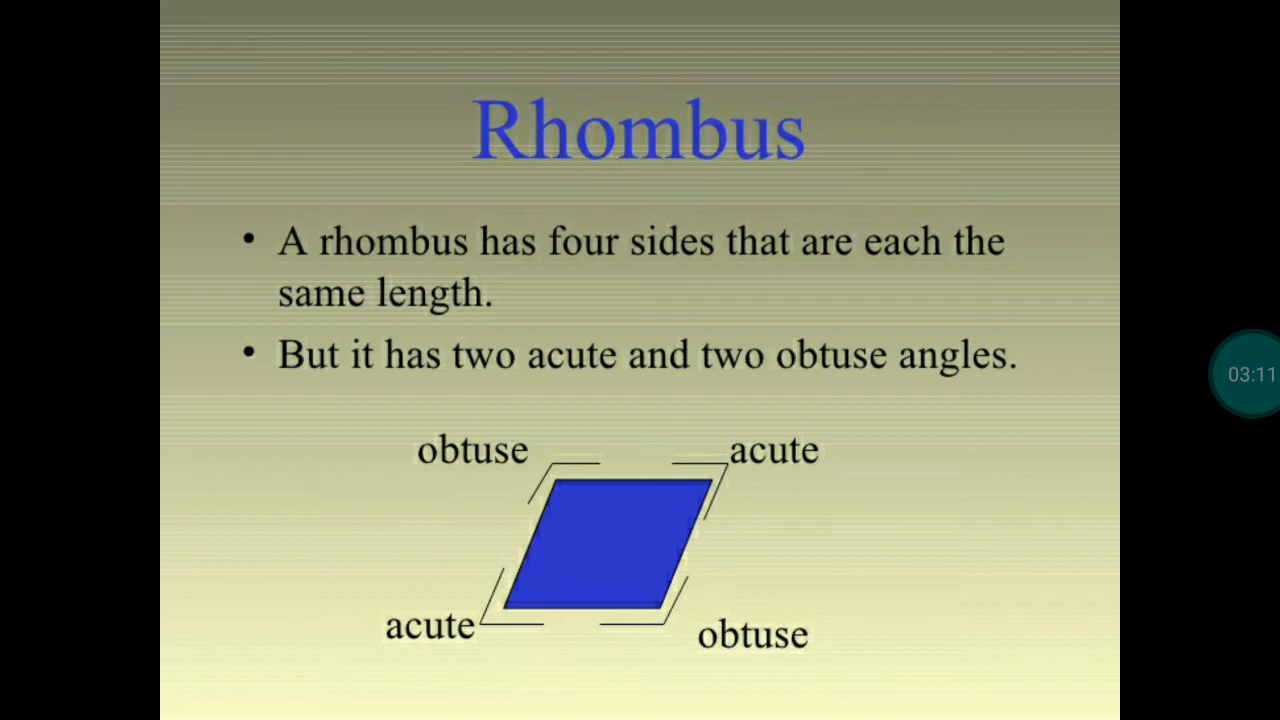 Rhombus
• A rhombus has four sides that are each the
same length.
• But it has two acute and two obtuse angles.
obtuse
acute
03:11
acute
obtuse